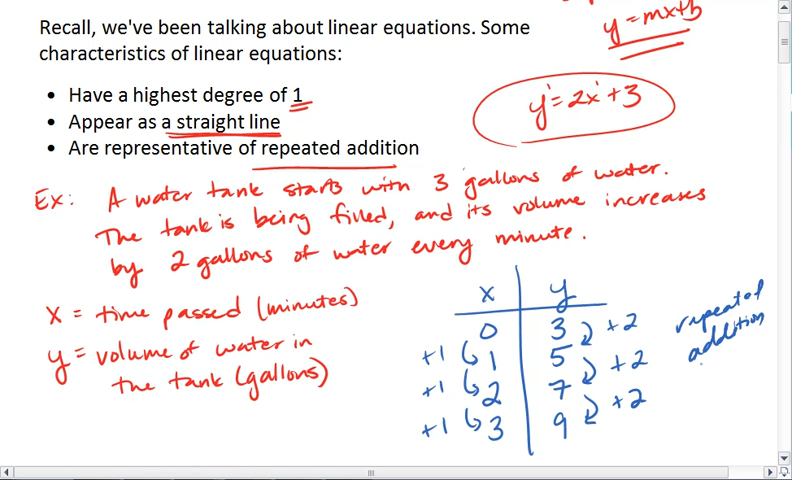 y=mx+b
Recall, we've been talking about linear equations. Some
characteristics of linear equations:
y¹=2x¹+3
• Have a highest degree of 1
• Appear as a straight line
• Are representative of repeated addition
Ex: A water tank starts with 3 gallons of water.
The tank is being filled, and its volume increases
by 2 gallons of water every minute.
x = time passed (minutes)
y = volume of water in
the tank (gallons)
x y
0 3 +2
+1 1 5 +2
+1 2 7 +2
+1 3 9
repeated
addition